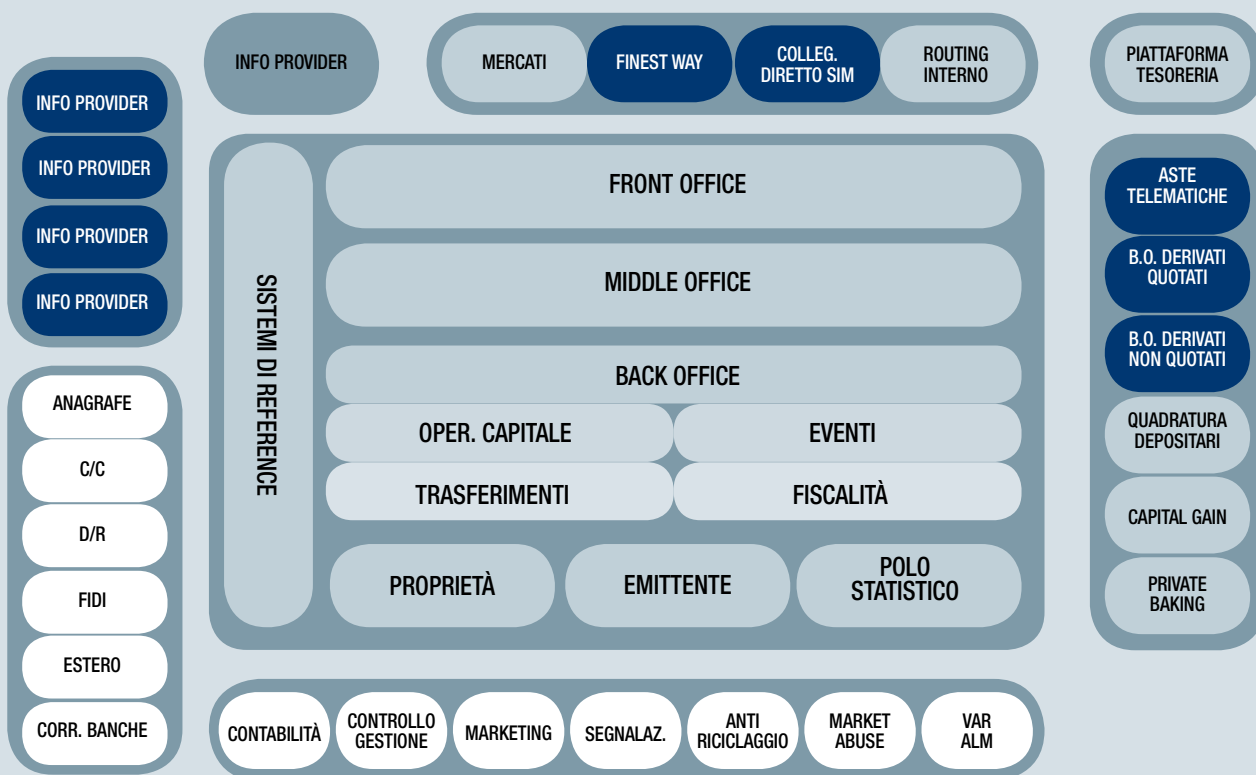 INFO PROVIDER
MERCATI
FINEST WAY
COLLEG.
DIRETTO SIM
ROUTING
INTERNO
PIATTAFORMA
TESORERIA
INFO PROVIDER
INFO PROVIDER
INFO PROVIDER
INFO PROVIDER
ANAGRAFE
C/C
D/R
FIDI
ESTERO
CORR. BANCHE
SISTEMI DI REFERENCE
FRONT OFFICE
MIDDLE OFFICE
BACK OFFICE
OPER. CAPITALE
EVENTI
TRASFERIMENTI
FISCALITÀ
PROPRIETÀ
EMITTENTE
POLO
STATISTICO
ASTE
TELEMATICHE
B.O. DERIVATI
QUOTATI
B.O. DERIVATI
NON QUOTATI
QUADRATURA
DEPOSITARI
CAPITAL GAIN
PRIVATE
BAKING
CONTABILITÀ
CONTROLLO
GESTIONE
MARKETING
SEGNALAZ.
ANTI
RICICLAGGIO
MARKET
ABUSE
VAR
ALM